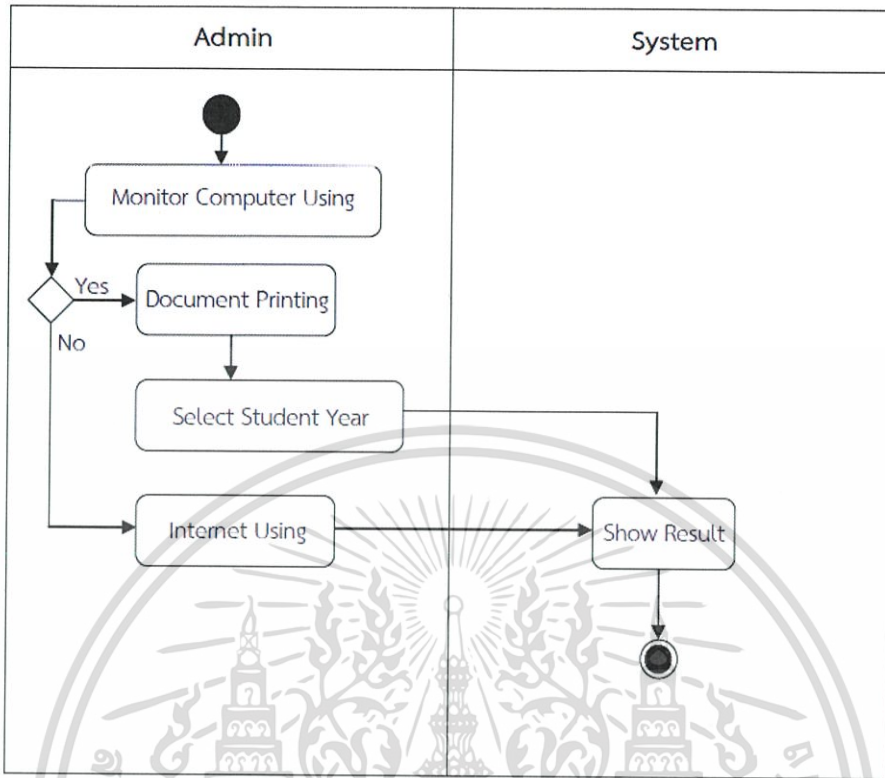 Admin
System
Monitor Computer Using
Yes
Document Printing
No
Select Student Year
Internet Using
Show Result